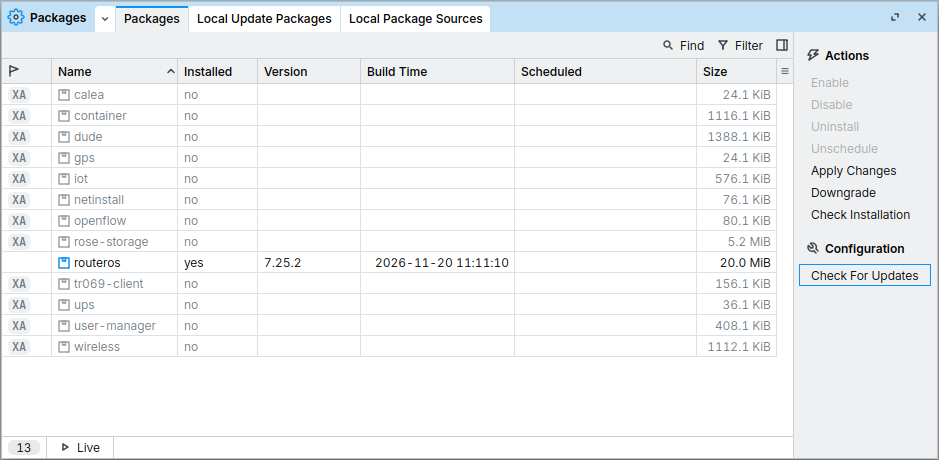 Packages Packages Local Update Packages Local Package Sources
Find Filter
Name Installed Version Build Time Scheduled Size
XA calea no 24.1 KiB
XA container no 1116.1 KiB
XA dude no 1388.1 KiB
XA gps no 24.1 KiB
XA iot no 576.1 KiB
XA netinstall no 76.1 KiB
XA openflow no 80.1 KiB
XA rose-storage no 5.2 MiB
routeros yes 7.25.2 2026-11-20 11:11:10 20.0 MiB
XA tr069-client no 156.1 KiB
XA ups no 36.1 KiB
XA user-manager no 408.1 KiB
XA wireless no 1112.1 KiB
13 Live
Actions
Enable
Disable
Uninstall
Unschedule
Apply Changes
Downgrade
Check Installation
Configuration
Check For Updates